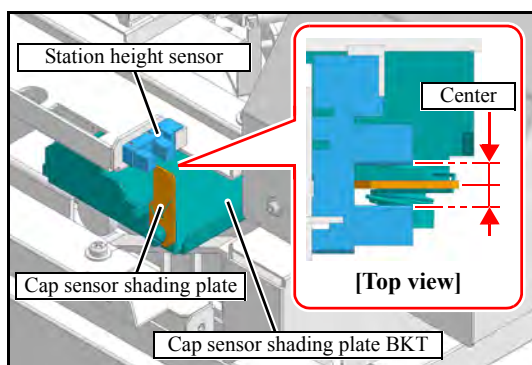 Station height sensor
Center
[Top view]
Cap sensor shading plate
Cap sensor shading plate BKT